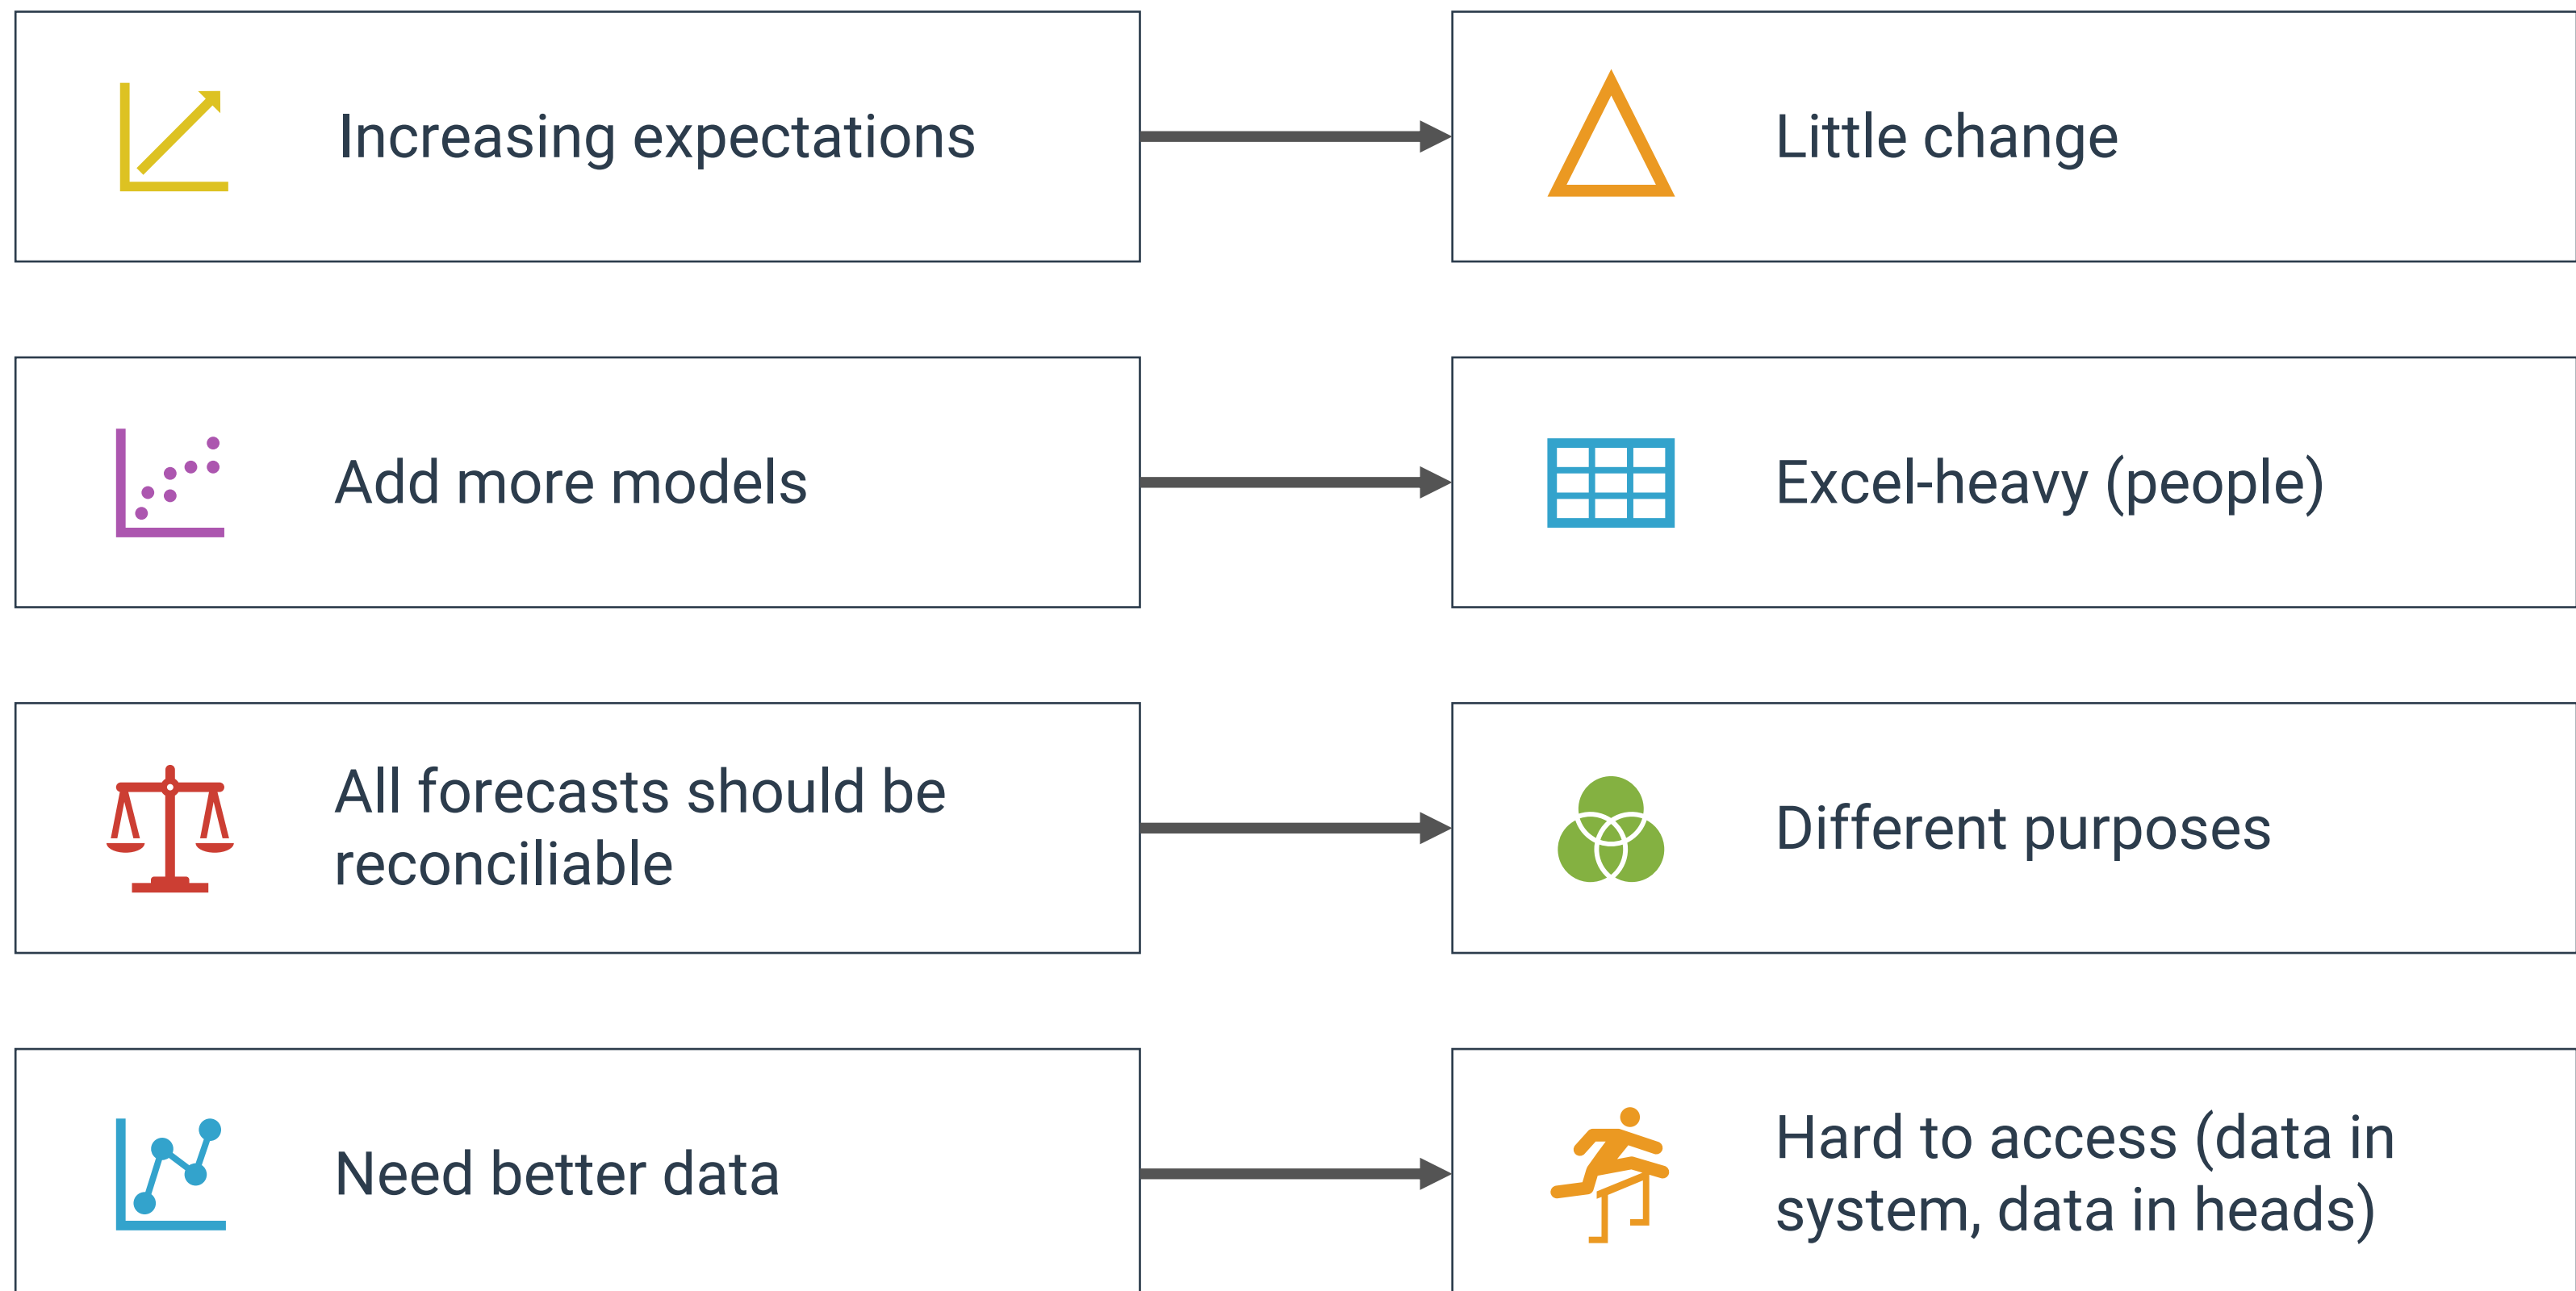 Increasing expectations
Little change
Add more models
Excel-heavy (people)
All forecasts should be
reconciliable
Different purposes
Need better data
Hard to access (data in
system, data in heads)